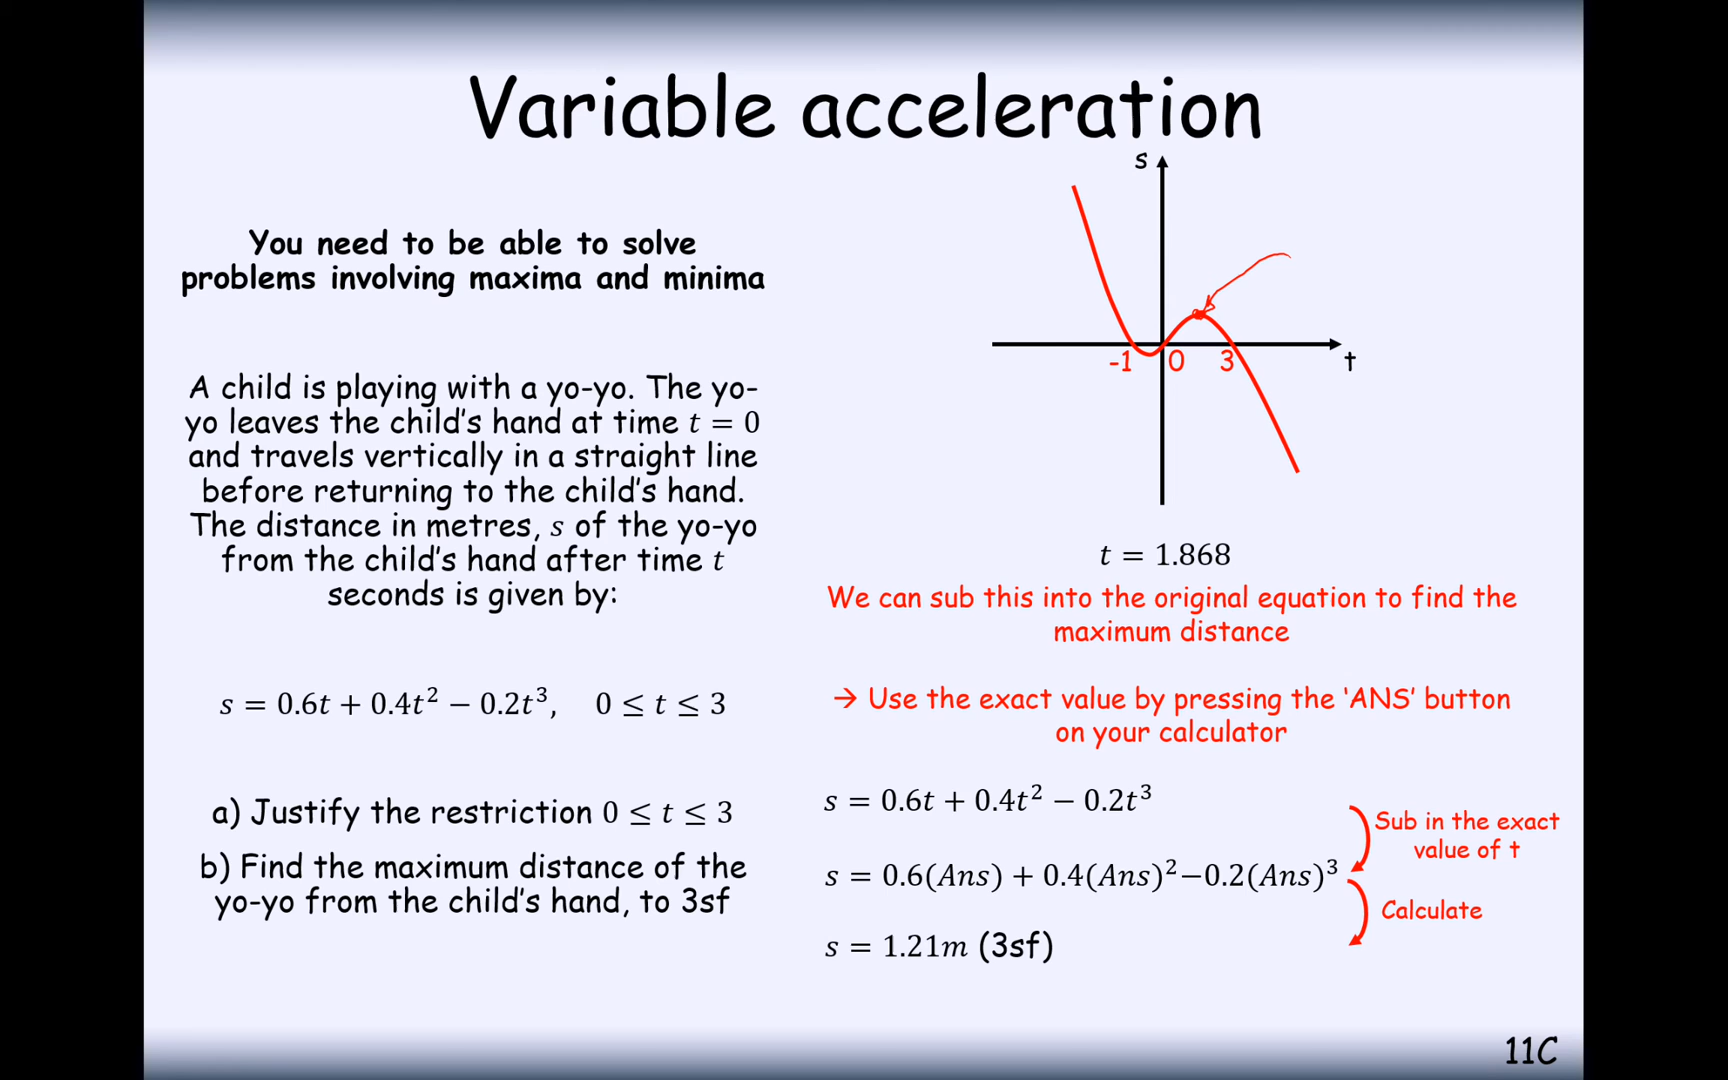 Variable acceleration
You need to be able to solve
problems involving maxima and minima
A child is playing with a yo-yo. The yo-
yo leaves the child's hand at time t = 0
and travels vertically in a straight line
before returning to the child's hand.
The distance in metres, s of the yo-yo
from the child's hand after time t
seconds is given by:
s = 0.6t + 0.4t² − 0.2t³, 0 ≤ t ≤ 3
a) Justify the restriction 0 ≤ t ≤ 3
b) Find the maximum distance of the
yo-yo from the child's hand, to 3sf
s
-1 0 3 t
t = 1.868
We can sub this into the original equation to find the
maximum distance
→ Use the exact value by pressing the ‘ANS’ button
on your calculator
s = 0.6t + 0.4t² − 0.2t³
Sub in the exact
value of t
s = 0.6(Ans) + 0.4(Ans)²−0.2(Ans)³
Calculate
s = 1.21m (3sf)
11C